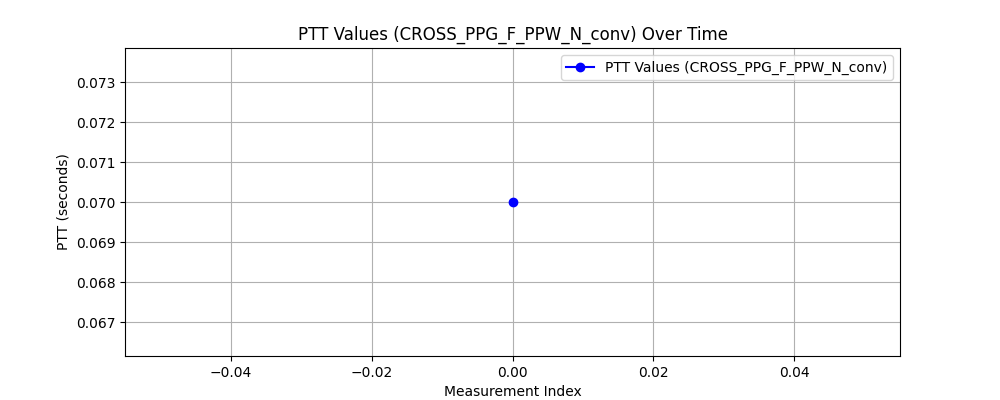 PTT Values (CROSS_PPG_F_PPW_N_conv) Over Time
PTT Values (CROSS_PPG_F_PPW_N_conv)
0.073
0.072
0.071
0.070
0.069
0.068
0.067
PTT (seconds)
−0.04 −0.02 0.00 0.02 0.04
Measurement Index